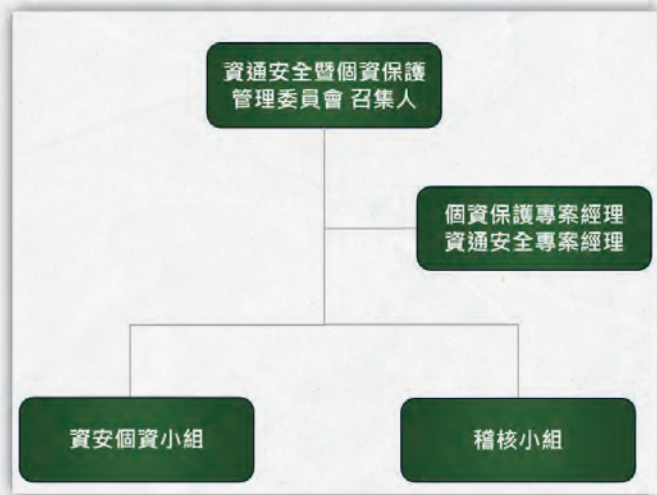 資通安全暨個資保護
管理委員會 召集人
個資保護專案經理
資通安全專案經理
資安個資小組
稽核小組